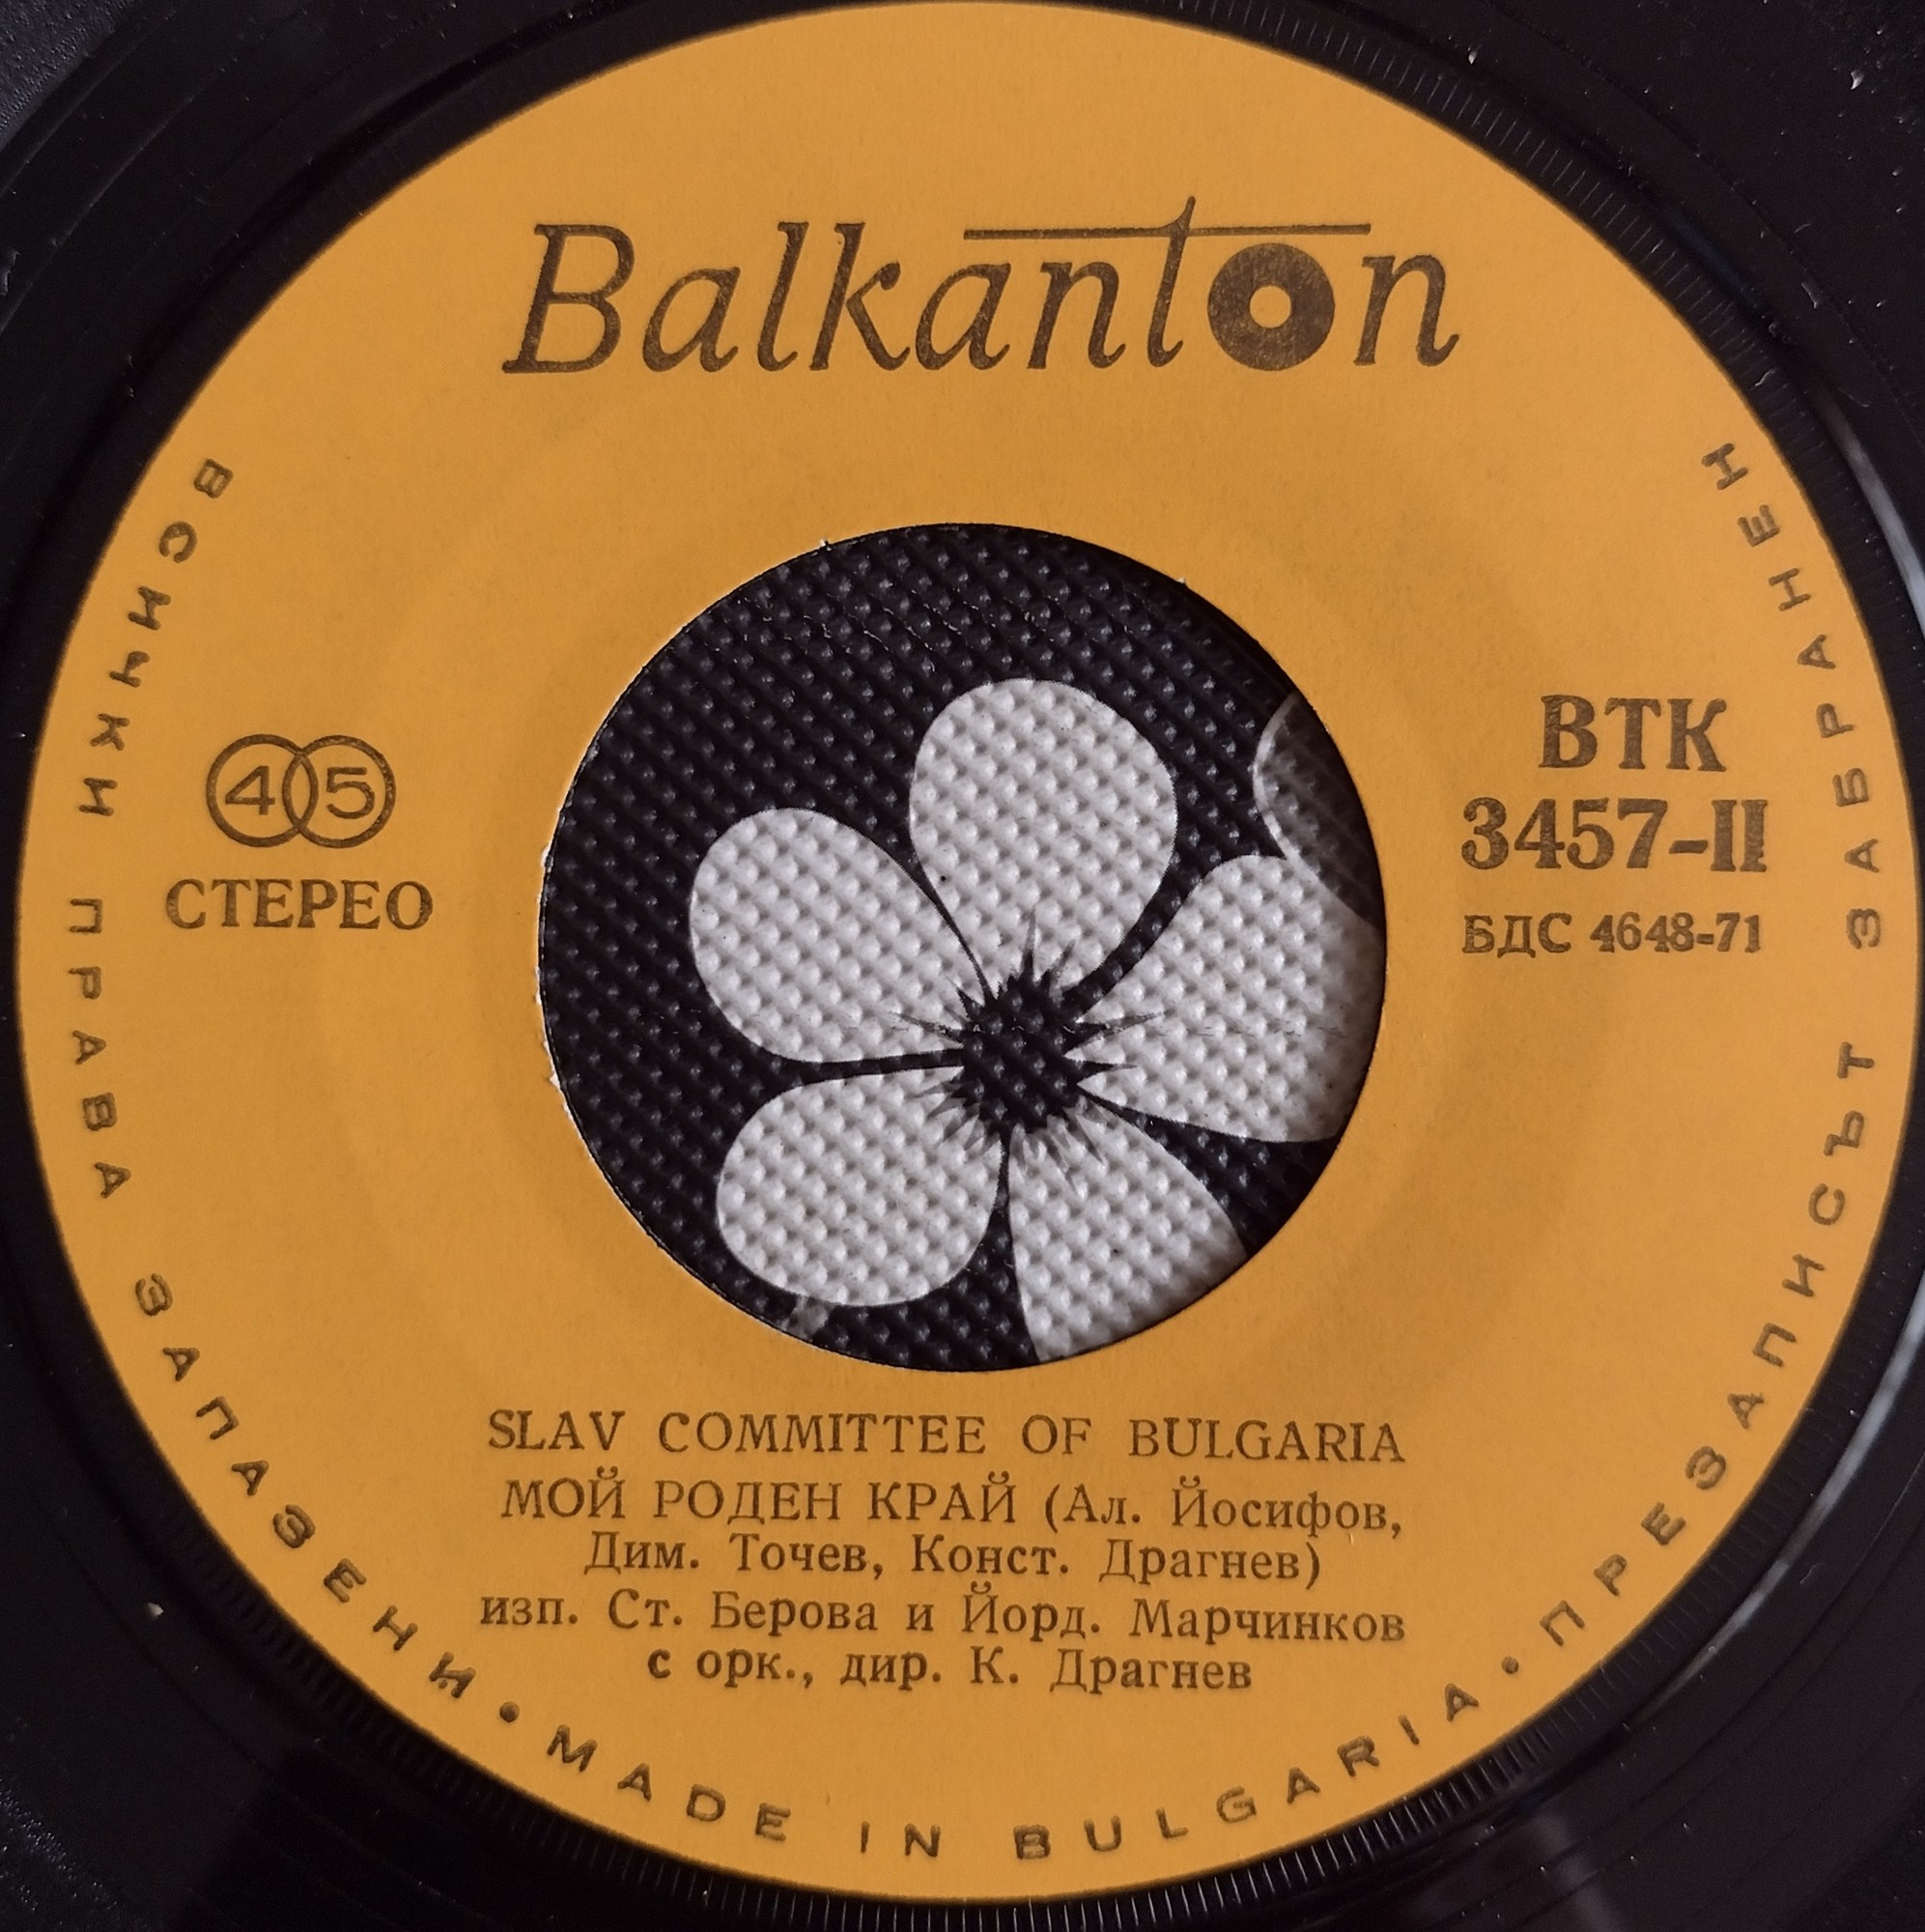 Balkanton
45
СТЕРЕО
ВТК
3457-II
БДС 4648-71
SLAV COMMITTEE OF BULGARIA
МОЙ РОДЕН КРАЙ (Ал. Йосифов,
Дим. Точев, Конст. Драгнев)
изп. Ст. Берова и Йорд. Марчинков
с орк., дир. К. Драгнев
ВСИЧКИ ПРАВА ЗАПАЗЕНИ • MADE IN BULGARIA • ПРЕЗАПИСЪТ ЗАБРАНЕН